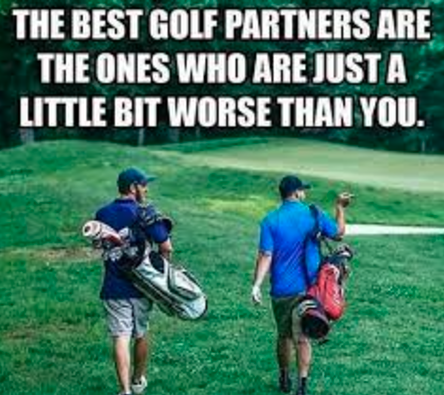 THE BEST GOLF PARTNERS ARE
THE ONES WHO ARE JUST A
LITTLE BIT WORSE THAN YOU.